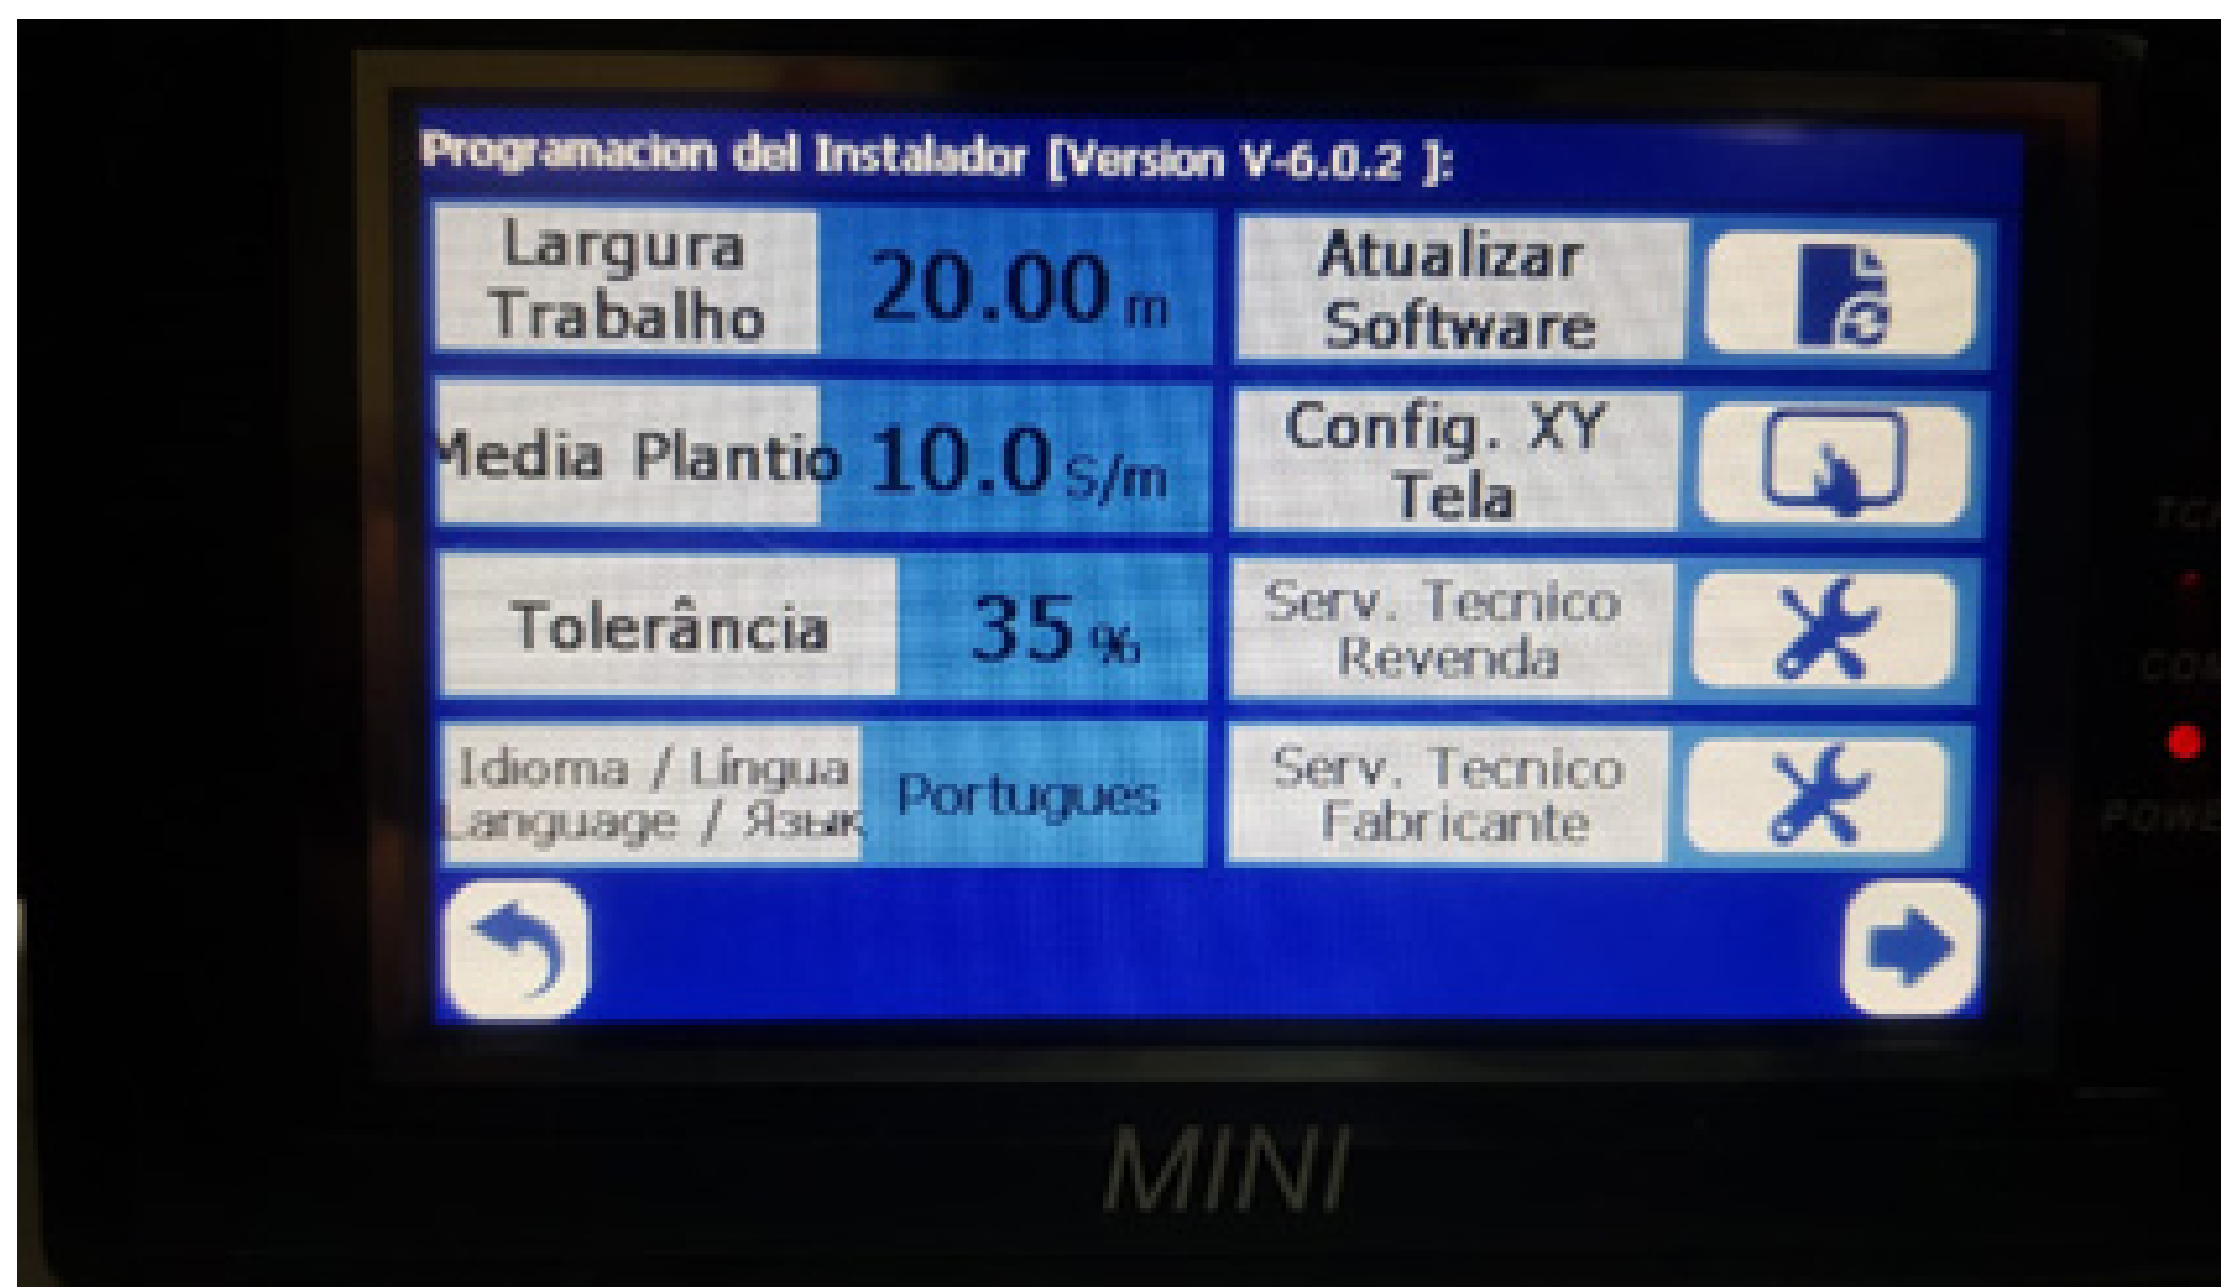 Programacion del Instalador [Version V-6.0.2 ]:
Largura
Trabalho
20.00 m
Atualizar
Software
Media Plantio
10.0 S/m
Config. XY
Tela
Tolerância
35 %
Serv. Tecnico
Revenda
Idioma / Língua
Language / Язык
Portugues
Serv. Tecnico
Fabricante
MINI